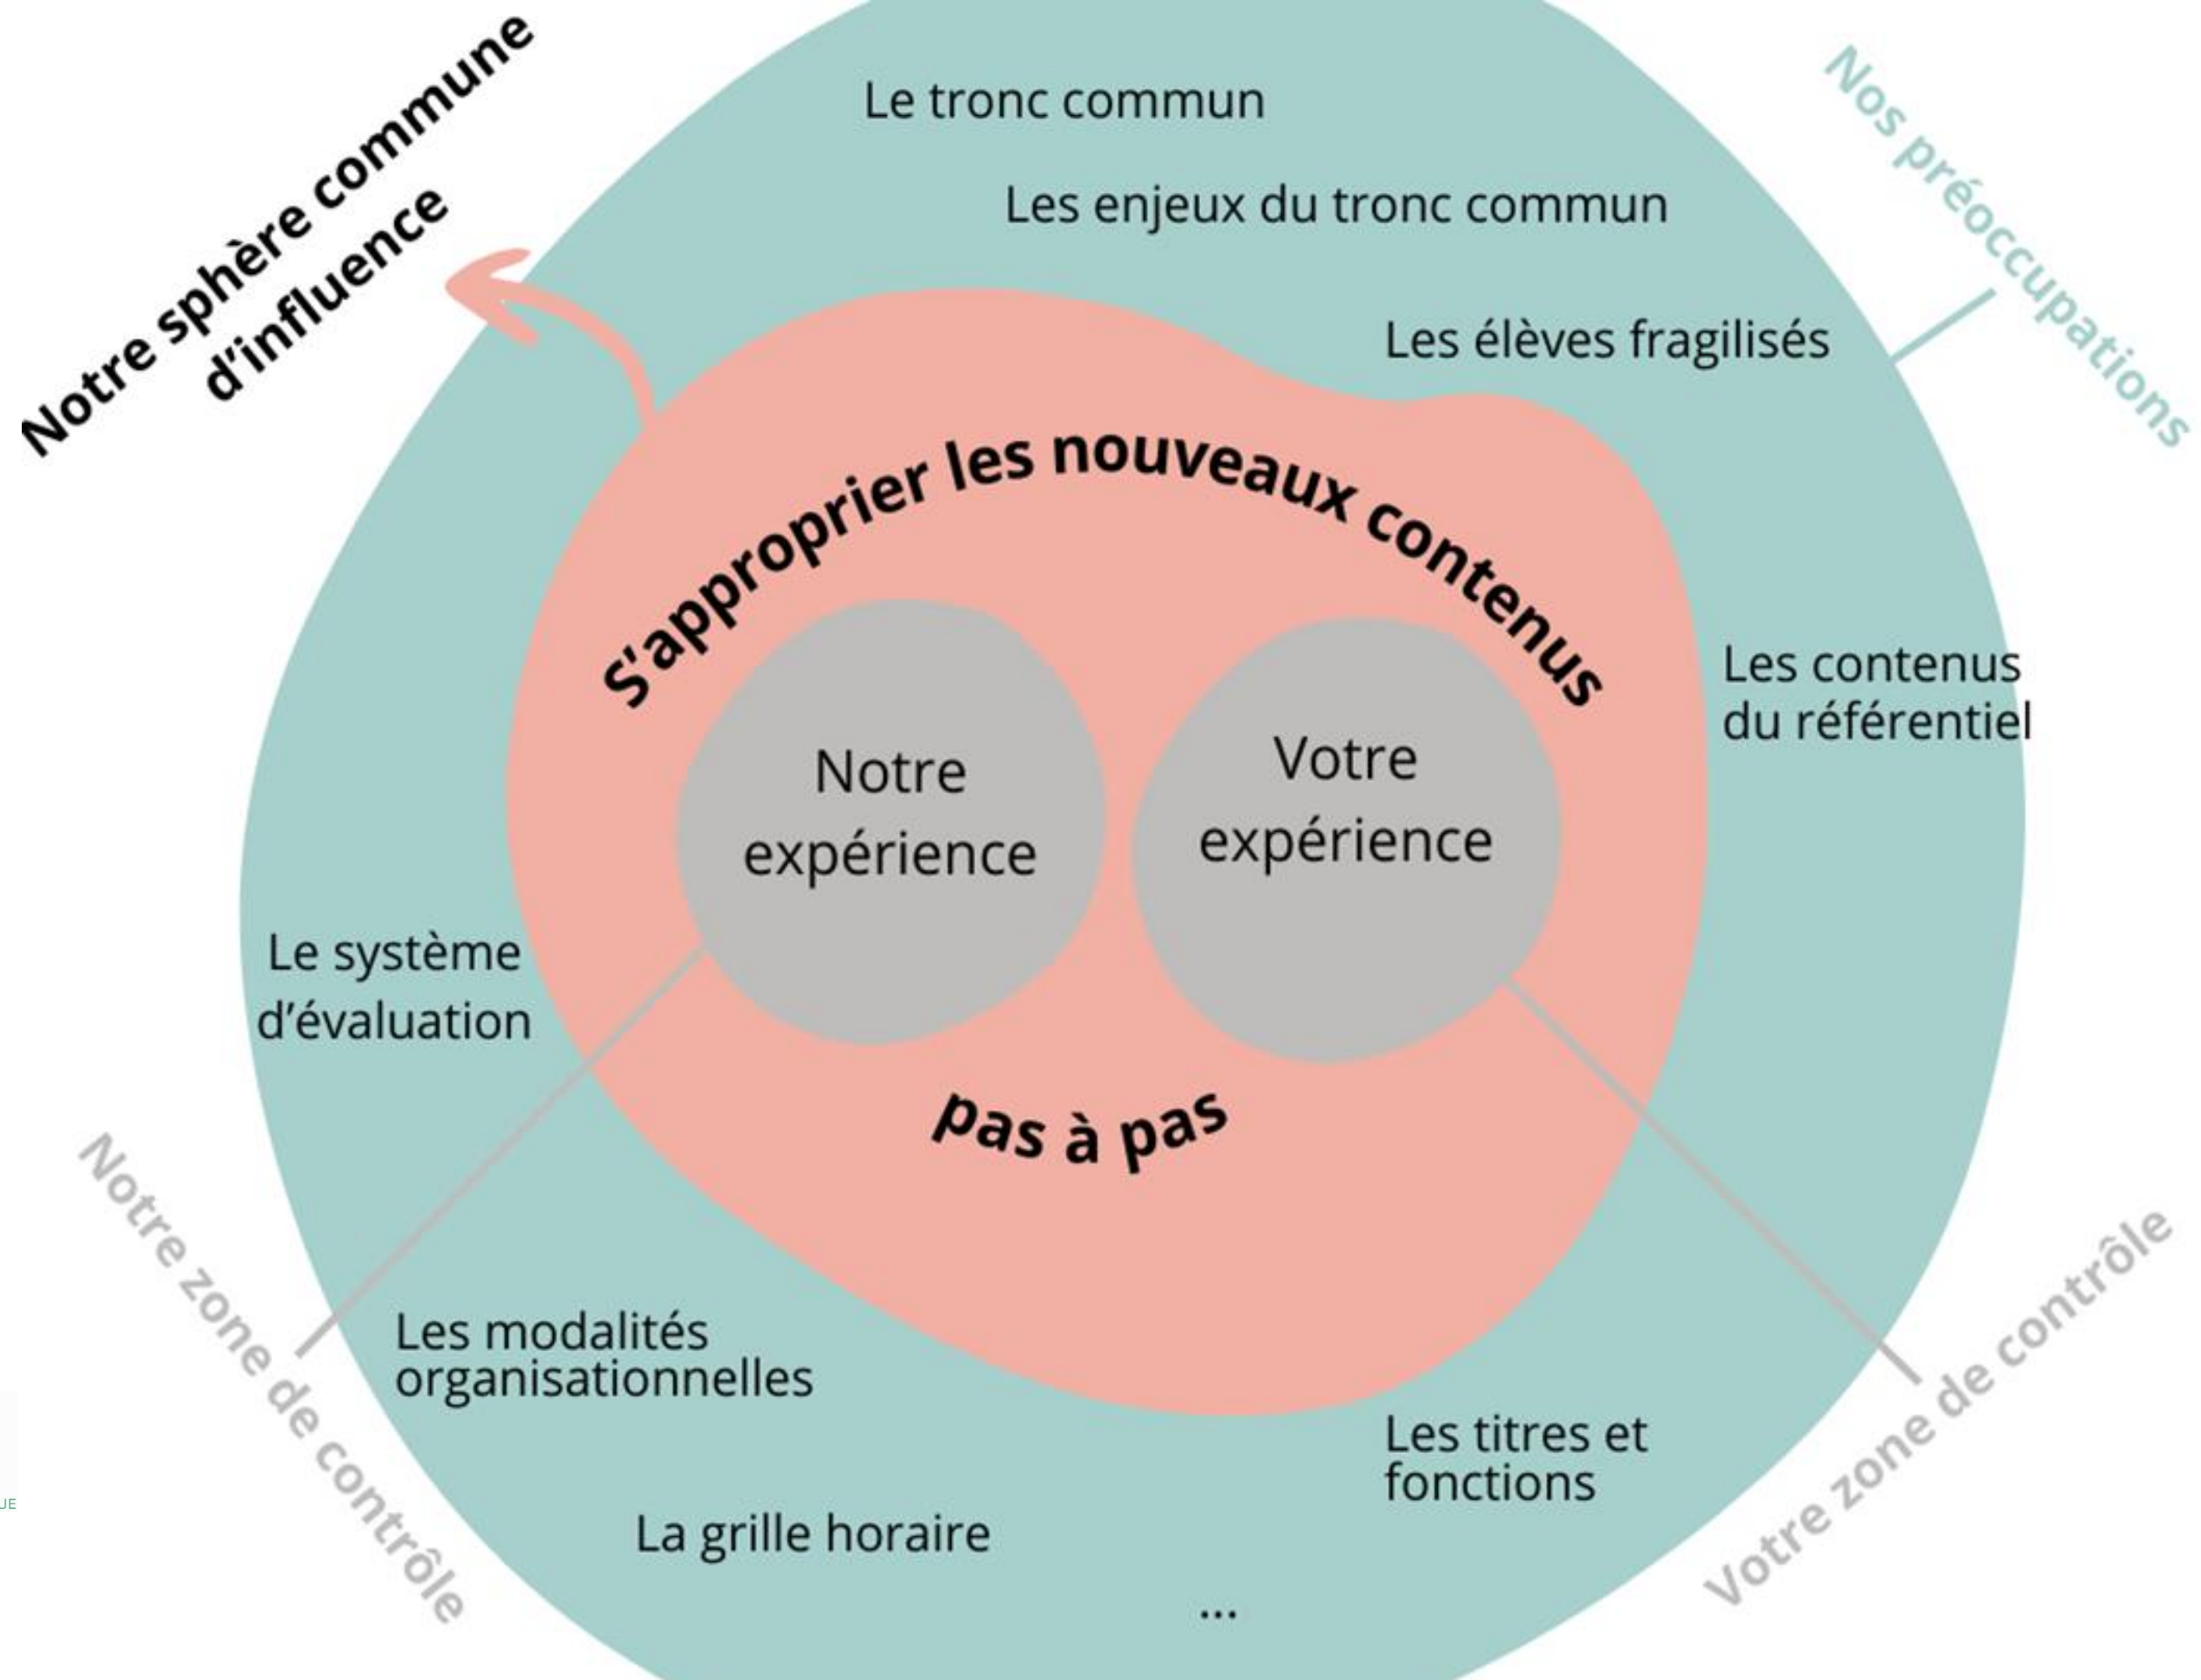 Notre sphère commune
d'influence
Le tronc commun
Les enjeux du tronc commun
Les élèves fragilisés
Nos préoccupations
S'approprier les nouveaux contenus
Notre
expérience
Votre
expérience
pas à pas
Les contenus
du référentiel
Le système
d'évaluation
Les modalités
organisationnelles
La grille horaire
Les titres et
fonctions
...
Notre zone de contrôle
Votre zone de contrôle
UE